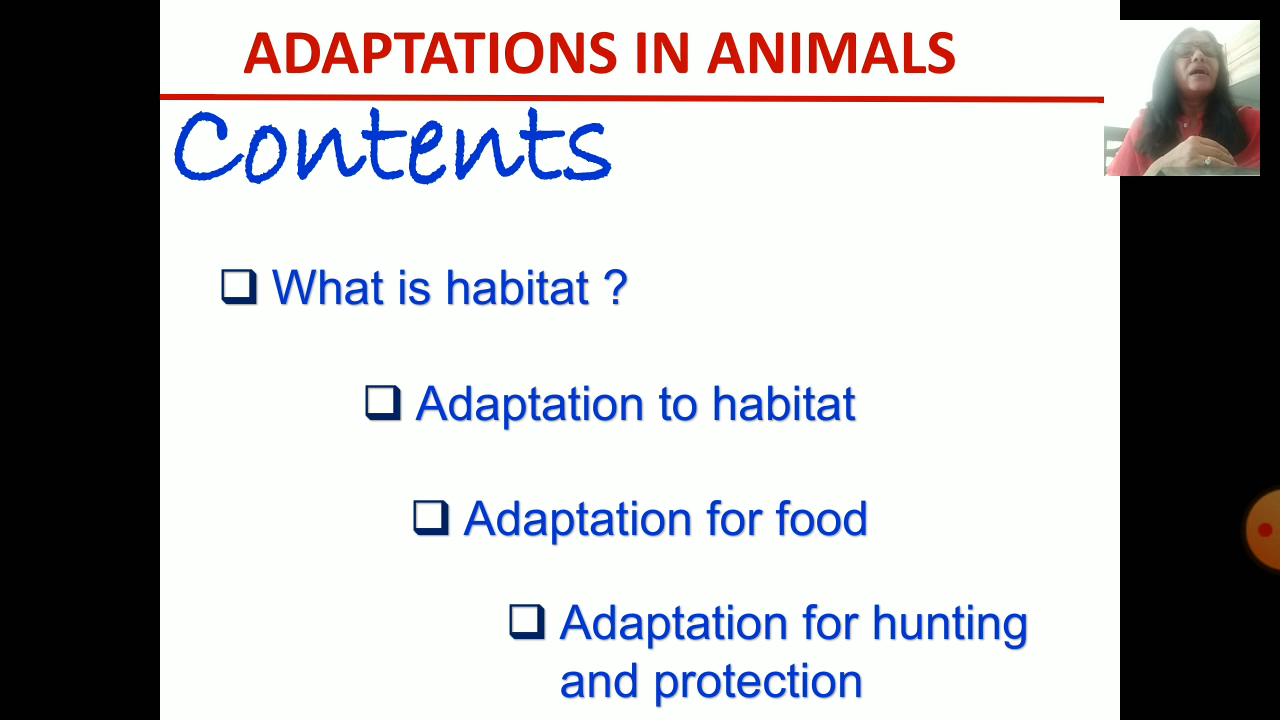 ADAPTATIONS IN ANIMALS
Contents
What is habitat ?
Adaptation to habitat
Adaptation for food
Adaptation for hunting
and protection